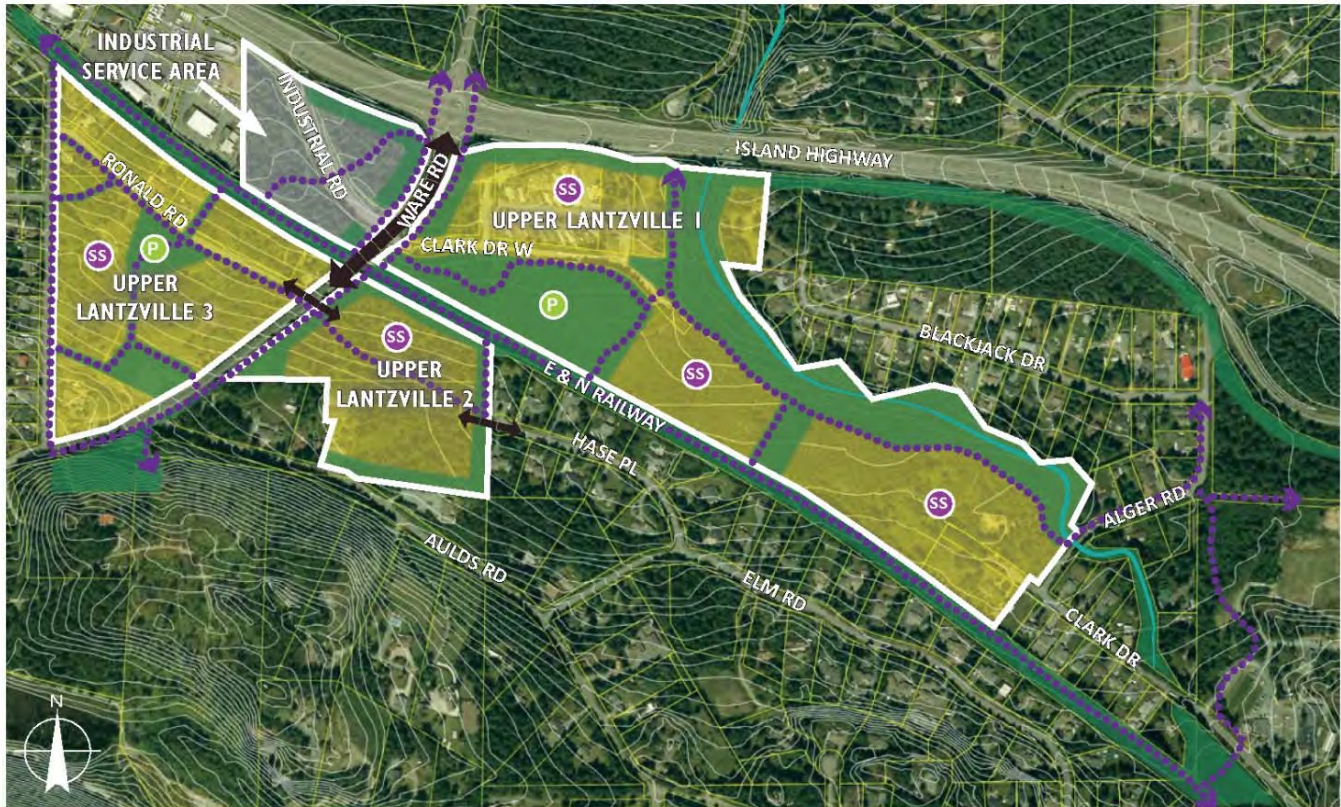 INDUSTRIAL
SERVICE AREA
INDUSTRIAL RD
WARE RD
ISLAND HIGHWAY
RONALD RD
SS
UPPER LANTZVILLE 1
CLARK DR W
P
SS
UPPER
LANTZVILLE 3
P
SS
UPPER
LANTZVILLE 2
BLACKJACK DR
SS
E & N RAILWAY
HASE PL
SS
ALGER RD
AULDS RD
ELM RD
CLARK DR
N